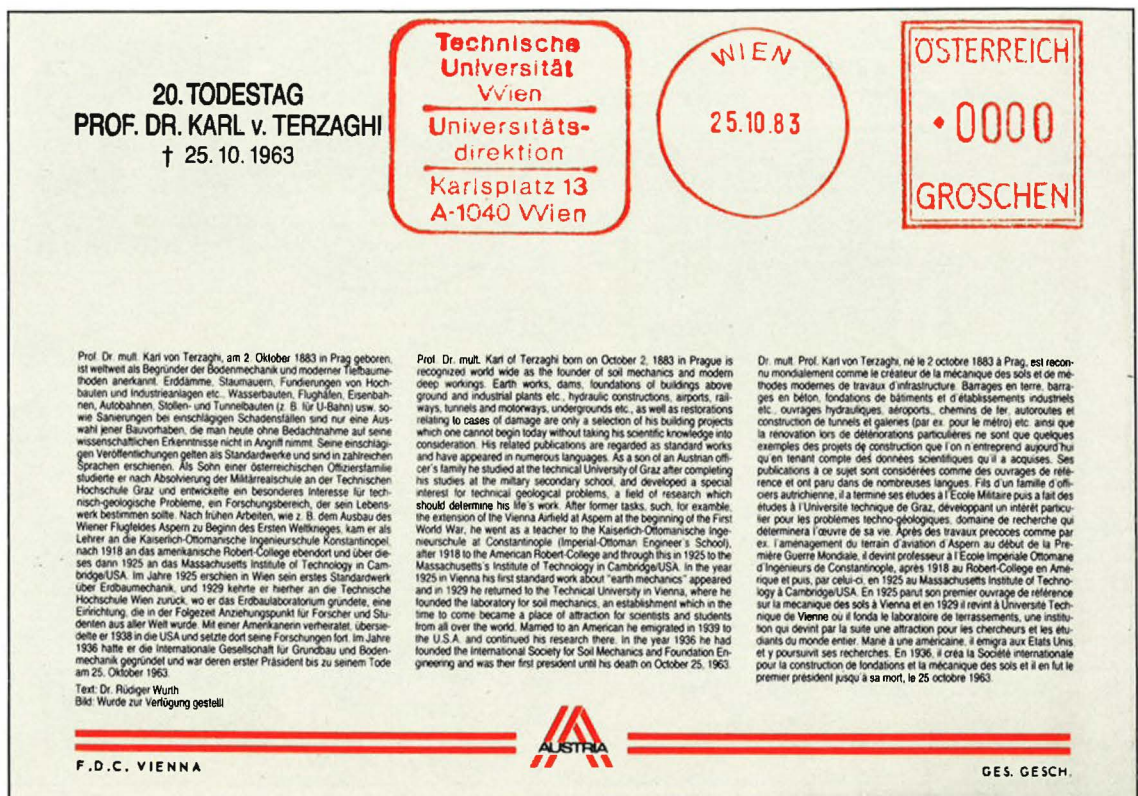 20. TODESTAG
PROF. DR. KARL v. TERZAGHI
† 25. 10. 1963
Technische
Universität
Wien
Universitäts-
direktion
Karlsplatz 13
A-1040 Wien
WIEN
25.10.83
ÖSTERREICH
0000
GROSCHEN
Prof. Dr. mult. Karl von Terzaghi, am 2. Oktober 1883 in Prag geboren,
ist weltweit als Begründer der Bodenmechanik und moderner Tiefbaume-
thoden anerkannt. Erddämme, Staumauern, Fundierungen von Hoch-
bauten und Industrieanlagen etc., Wasserbauten, Flughäfen, Eisenbah-
nen, Autobahnen, Stollen- und Tunnelbauten (z. B. für U-Bahn) usw. so-
wie Sanierungen bei einschlägigen Schadensfällen sind nur eine Aus-
wahl jener Bauvorhaben, die man heute ohne Bedachtnahme auf seine
wissenschaftlichen Erkenntnisse nicht in Angriff nimmt. Seine einschlägi-
gen Veröffentlichungen gelten als Standardwerke und sind in zahlreichen
Sprachen erschienen. Als Sohn einer österreichischen Offiziersfamilie
studierte er nach Absolvierung der Militärrealschule an der Technischen
Hochschule Graz und entwickelte ein besonderes Interesse für tech-
nisch-geologische Probleme, ein Forschungsbereich, der sein Lebens-
werk bestimmen sollte. Nach frühen Arbeiten, wie z. B. dem Ausbau des
Wiener Flugfeldes Aspern zu Beginn des Ersten Weltkrieges, kam er als
Lehrer an die Kaiserlich-Ottomanische Ingenieurschule Konstantinopel,
nach 1918 an das amerikanische Robert-College ebendort und über die-
ses dann 1925 an das Massachusetts Institute of Technology in Cam-
bridge/USA. Im Jahre 1925 erschien in Wien sein erstes Standardwerk
über Erdbaumechanik, und 1929 kehrte er hierher an die Technische
Hochschule Wien zurück, wo er das Erdbaulaboratorium gründete, eine
Einrichtung, die in der Folgezeit Anziehungspunkt für Forscher und Stu-
denten aus aller Welt wurde. Mit einer Amerikanerin verheiratet, übersie-
delte er 1938 in die USA und setzte dort seine Forschungen fort. Im Jahre
1936 hatte er die Internationale Gesellschaft für Grundbau und Boden-
mechanik gegründet und war deren erster Präsident bis zu seinem Tode
am 25. Oktober 1963.
Text: Dr. Rüdiger Wurth
Bild: Wurde zur Verfügung gestellt
Prof. Dr. mult. Karl of Terzaghi born on October 2, 1883 in Prague is
recognized world wide as the founder of soil mechanics and modern
deep workings. Earth works, dams, foundations of buildings above
ground and industrial plants etc., hydraulic constructions, airports, rail-
ways, tunnels and motorways, undergrounds etc., as well as restorations
relating to cases of damage are only a selection of his building projects
which one cannot begin today without taking his scientific knowledge into
consideration. His related publications are regarded as standard works
and have appeared in numerous languages. As a son of an Austrian offi-
cer's family he studied at the technical University of Graz after completing
his studies at the military secondary school, and developed a special
interest for technical geological problems, a field of research which
should determine his life's work. After former tasks, such, for examble,
the extension of the Vienna Airfield at Aspern at the beginning of the First
World War, he went as a teacher to the Kaiserlich-Ottomanische Inge-
nieurschule at Constantinople (Imperial-Ottoman Engineer's School),
after 1918 to the American Robert-College and through this in 1925 to the
Massachusetts's Institute of Technology in Cambridge/USA. In the year
1925 in Vienna his first standard work about "earth mechanics" appeared
and in 1929 he returned to the Technical University in Vienna, where he
founded the laboratory for soil mechanics, an establishment which in the
time to come became a place of attraction for scientists and students
from all over the world. Married to an American he emigrated in 1939 to
the U.S.A. and continued his research there. In the year 1936 he had
founded the International Society for Soil Mechanics and Foundation En-
gineering and was their first president until his death on October 25, 1963.
Dr. mult. Prof. Karl von Terzaghi, né le 2 octobre 1883 à Prag, est recon-
nu mondialement comme le créateur de la mécanique des sols et de mé-
thodes modernes de travaux d'infrastructure. Barrages en terre, barra-
ges en béton, fondations de bâtiments et d'établissements industriels
etc., ouvrages hydrauliques, aéroports, chemins de fer, autoroutes et
construction de tunnels et galeries (par ex. pour le métro) etc. ainsi que
la rénovation lors de détériorations particulières ne sont que quelques
exemples des projets de construction que l'on n'entreprend aujourd'hui
qu'en tenant compte des données scientifiques qu'il a acquises. Ses
publications à ce sujet sont considérées comme des ouvrages de réfé-
rence et ont paru dans de nombreuses langues. Fils d'un famille d'offi-
ciers autrichienne, il a terminé ses études à l'Ecole Militaire puis a fait des
études à l'Université technique de Graz, développant un intérêt particu-
lier pour les problèmes techno-géologiques, domaine de recherche qui
déterminera l'œuvre de sa vie. Après des travaux précoces comme par
ex. l'aménagement du terrain d'aviation d'Aspern au début de la Pre-
mière Guerre Mondiale, il devint professeur à l'Ecole Impériale Ottomane
d'Ingenieurs de Constantinople, après 1918 au Robert-College en Amé-
rique et puis, par celui-ci, en 1925 au Massachusetts Institute of Techno-
logy à Cambridge/USA. En 1925 parut son premier ouvrage de référence
sur la mécanique des sols à Vienna et en 1929 il revint à Université Tech-
nique de Vienne où il fonda le laboratoire de terrassements, une institu-
tion qui devint par la suite une attraction pour les chercheurs et les étu-
diants du monde entier. Marié à une américaine, il émigra aux Etats Unis
et y poursuivit ses recherches. En 1936, il créa la Société internationale
pour la construction de fondations et la mécanique des sols et il en fut le
premier président jusqu'à sa mort, le 25 octobre 1963.
AUSTRIA
F.D.C. VIENNA
GES. GESCH.